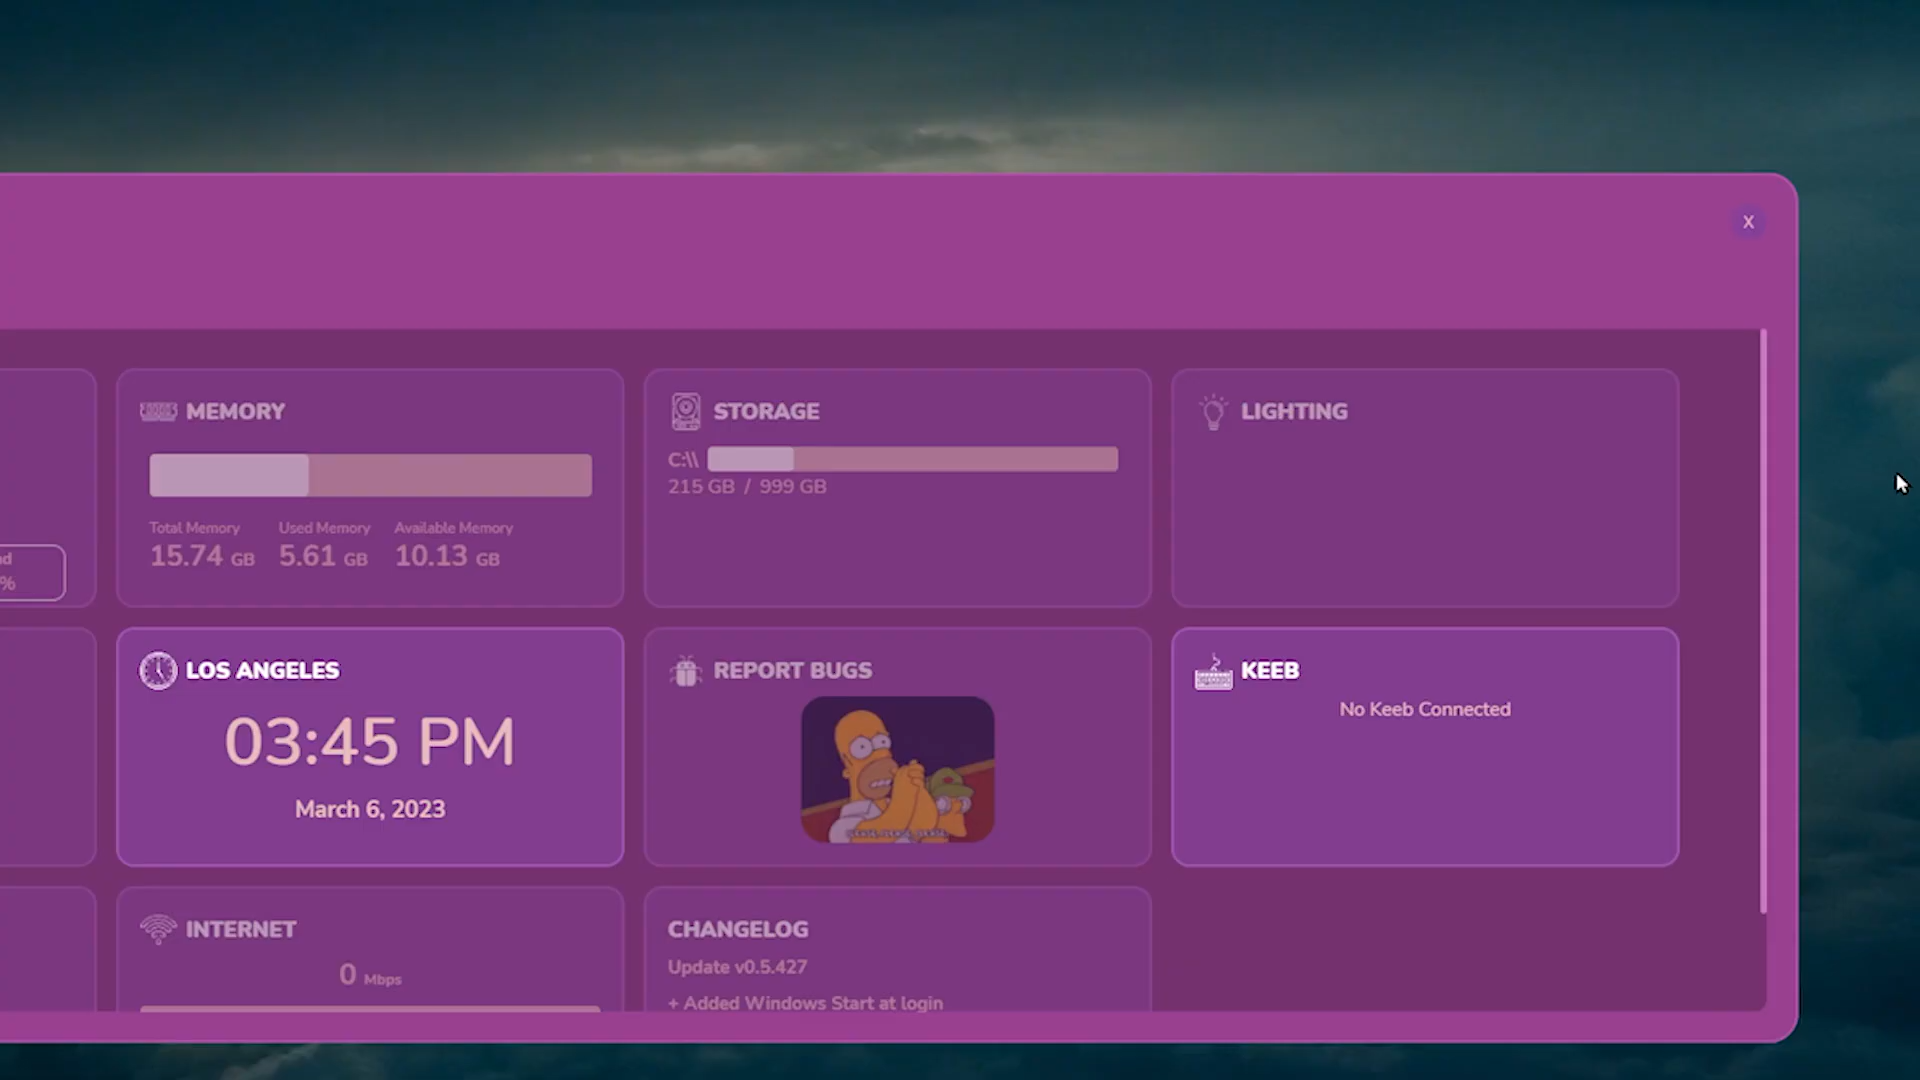 X
MEMORY
Total Memory Used Memory Available Memory
15.74 GB 5.61 GB 10.13 GB
nd
%
STORAGE
C:\\
215 GB / 999 GB
LIGHTING
LOS ANGELES
03:45 PM
March 6, 2023
REPORT BUGS
KEEB
No Keeb Connected
INTERNET
0 Mbps
CHANGELOG
Update v0.5.427
+ Added Windows Start at login